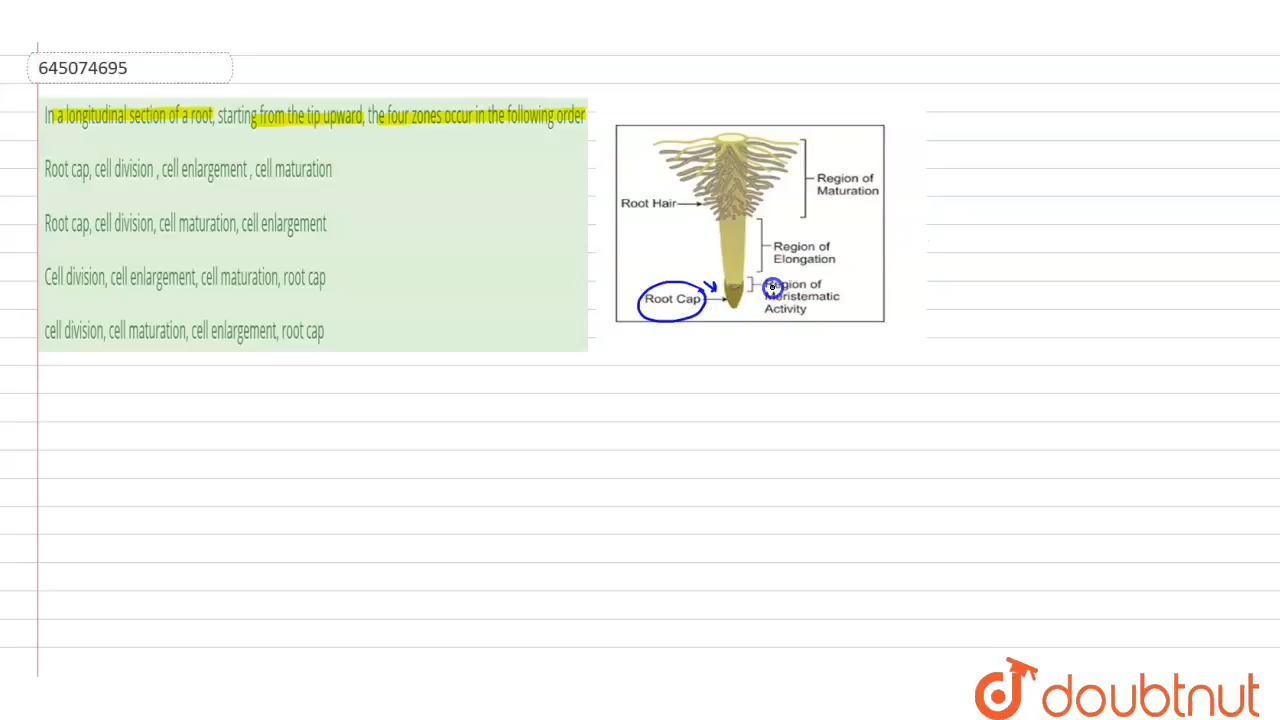 645074695
In a longitudinal section of a root, starting from the tip upward, the four zones occur in the following order
Root cap, cell division , cell enlargement , cell maturation
Root cap, cell division, cell maturation, cell enlargement
Cell division, cell enlargement, cell maturation, root cap
cell division, cell maturation, cell enlargement, root cap
Region of
Maturation
Root Hair
Region of
Elongation
Root Cap
Region of
Meristematic
Activity
doubtnut